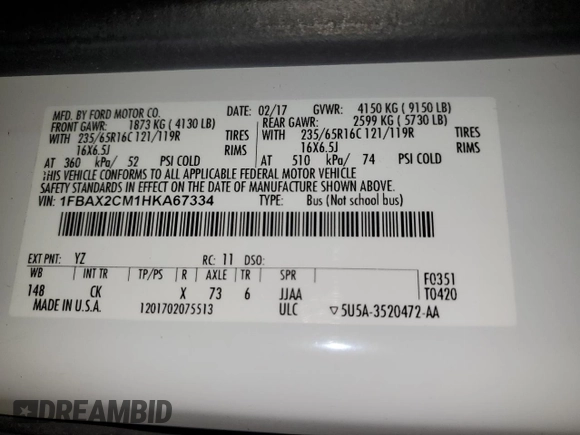 MFD. BY FORD MOTOR CO. DATE: 02/17 GVWR: 4150 KG ( 9150 LB)
FRONT GAWR: 1873 KG ( 4130 LB) REAR GAWR: 2599 KG ( 5730 LB)
WITH 235/65R16C 121/119R TIRES WITH 235/65R16C 121/119R TIRES
16X6.5J RIMS 16X6.5J RIMS
AT 360 kPa/ 52 PSI COLD AT 510 kPa/ 74 PSI COLD
THIS VEHICLE CONFORMS TO ALL APPLICABLE FEDERAL MOTOR VEHICLE
SAFETY STANDARDS IN EFFECT ON THE DATE OF MANUFACTURE SHOWN ABOVE.
VIN: 1FBAX2CM1HKA67334 TYPE: Bus (Not school bus)
EXT PNT: YZ RC: 11 DSO:
WB INT TR TP/PS R AXLE TR SPR F0351
148 CK X 73 6 JJAA T0420
MADE IN U.S.A. 1201702075513 ULC ▽5U5A-3520472-AA
DREAMBID